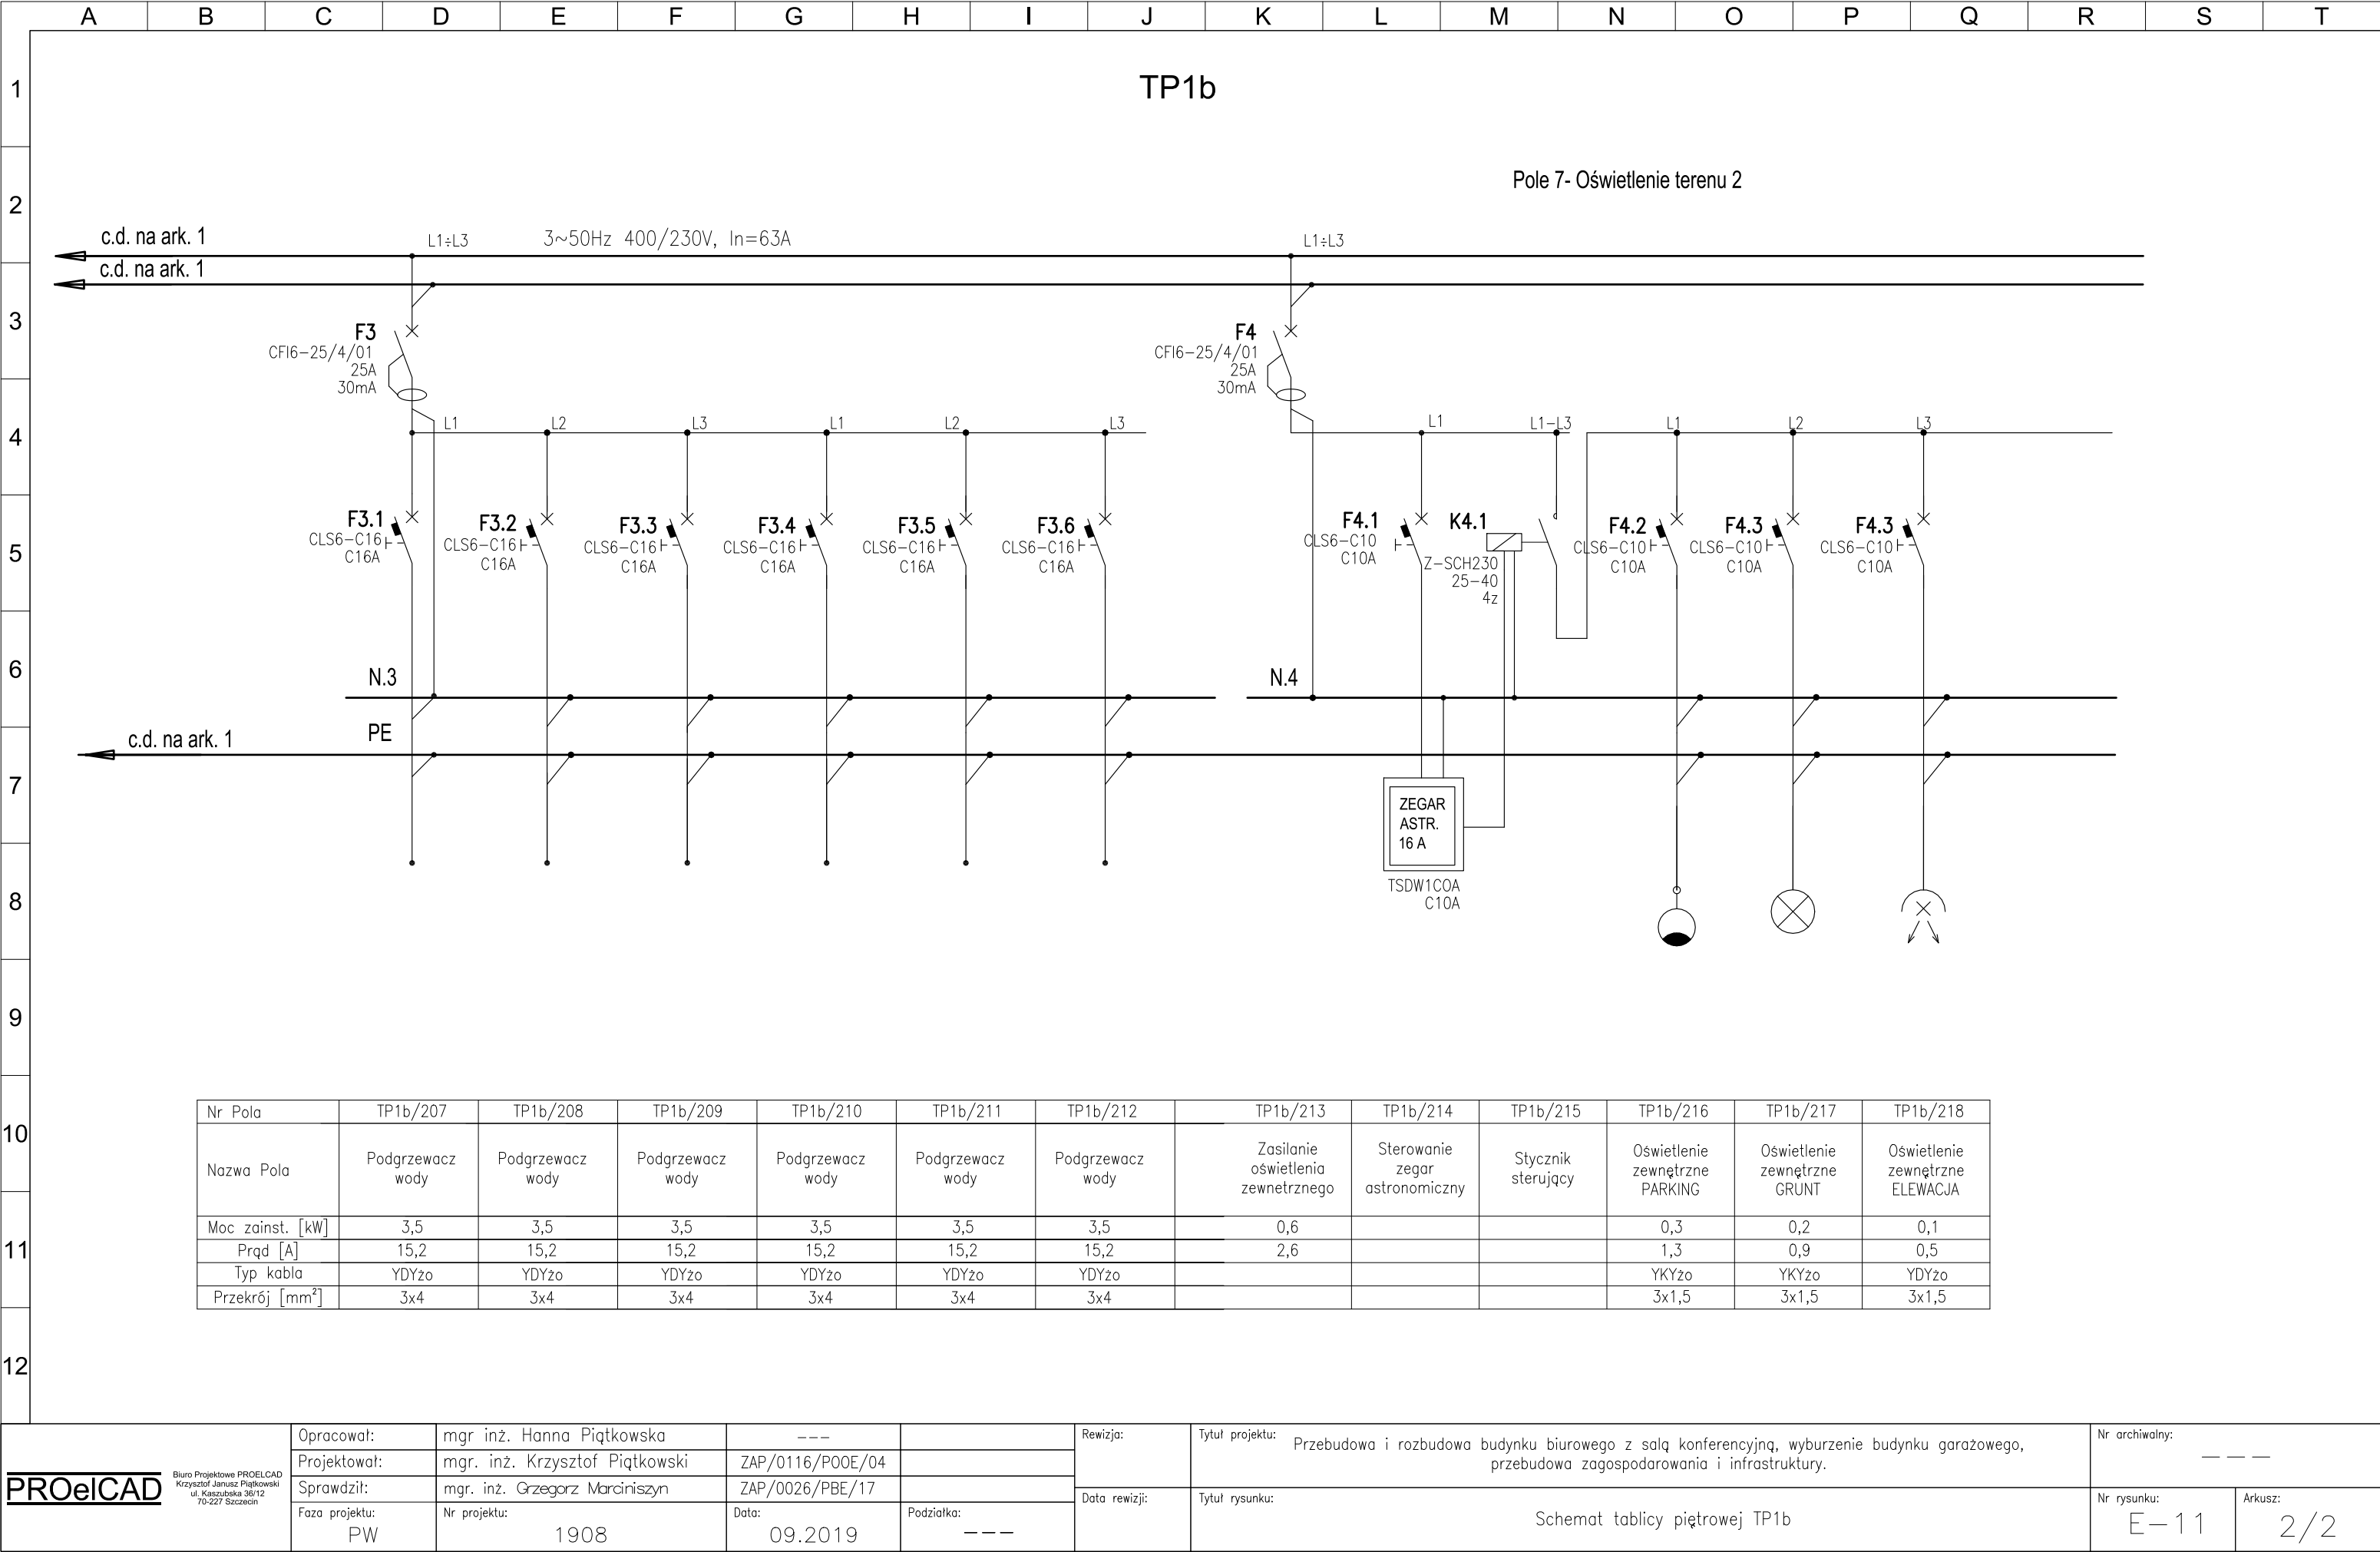 A B C D E F G H I J K L M N O P Q R S T
1
2
3
4
5
6
7
8
9
10
11
12
TP1b
Pole 7- Oświetlenie terenu 2
c.d. na ark. 1
L1÷L3
3~50Hz 400/230V, In=63A
L1÷L3
c.d. na ark. 1
F3
CFI6-25/4/01
25A
30mA
F4
CFI6-25/4/01
25A
30mA
L1 L2 L3 L1 L2 L3
L1 L1-L3 L1 L2 L3
F3.1
CLS6-C16
C16A
F3.2
CLS6-C16
C16A
F3.3
CLS6-C16
C16A
F3.4
CLS6-C16
C16A
F3.5
CLS6-C16
C16A
F3.6
CLS6-C16
C16A
F4.1
CLS6-C10
C10A
K4.1
Z-SCH230
25-40
4z
F4.2
CLS6-C10
C10A
F4.3
CLS6-C10
C10A
F4.3
CLS6-C10
C10A
N.3
N.4
PE
c.d. na ark. 1
ZEGAR
ASTR.
16 A
TSDW1COA
C10A
Nr Pola TP1b/207 TP1b/208 TP1b/209 TP1b/210 TP1b/211 TP1b/212 TP1b/213 TP1b/214 TP1b/215 TP1b/216 TP1b/217 TP1b/218
Nazwa Pola
Podgrzewacz
wody
Podgrzewacz
wody
Podgrzewacz
wody
Podgrzewacz
wody
Podgrzewacz
wody
Podgrzewacz
wody
Zasilanie
oświetlenia
zewnetrznego
Sterowanie
zegar
astronomiczny
Stycznik
sterujący
Oświetlenie
zewnętrzne
PARKING
Oświetlenie
zewnętrzne
GRUNT
Oświetlenie
zewnętrzne
ELEWACJA
Moc zainst. [kW] 3,5 3,5 3,5 3,5 3,5 3,5 0,6 0,3 0,2 0,1
Prąd [A] 15,2 15,2 15,2 15,2 15,2 15,2 2,6 1,3 0,9 0,5
Typ kabla YDYżo YDYżo YDYżo YDYżo YDYżo YDYżo YKYżo YKYżo YDYżo
Przekrój [mm²] 3x4 3x4 3x4 3x4 3x4 3x4 3x1,5 3x1,5 3x1,5
PROelCAD
Biuro Projektowe PROELCAD
Krzysztof Janusz Piątkowski
ul. Kaszubska 36/12
70-227 Szczecin
Opracował: mgr inż. Hanna Piątkowska ---
Projektował: mgr. inż. Krzysztof Piątkowski ZAP/0116/POOE/04
Sprawdził: mgr. inż. Grzegorz Marciniszyn ZAP/0026/PBE/17
Faza projektu:
PW
Nr projektu:
1908
Data:
09.2019
Podziałka:
---
Rewizja:
Data rewizji:
Tytuł projektu:
Przebudowa i rozbudowa budynku biurowego z salą konferencyjną, wyburzenie budynku garażowego,
przebudowa zagospodarowania i infrastruktury.
Tytuł rysunku:
Schemat tablicy piętrowej TP1b
Nr archiwalny:
---
Nr rysunku:
E-11
Arkusz:
2/2